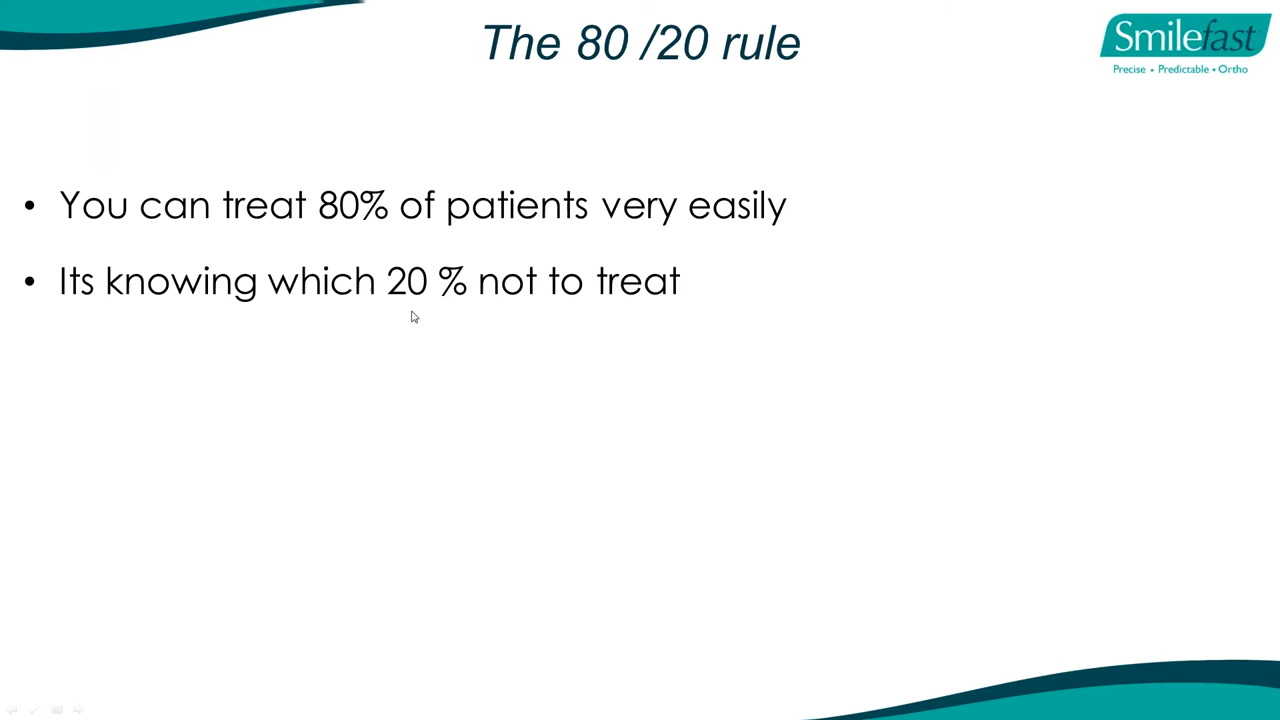 The 80 /20 rule
Smilefast
Precise • Predictable • Ortho
• You can treat 80% of patients very easily
• Its knowing which 20 % not to treat